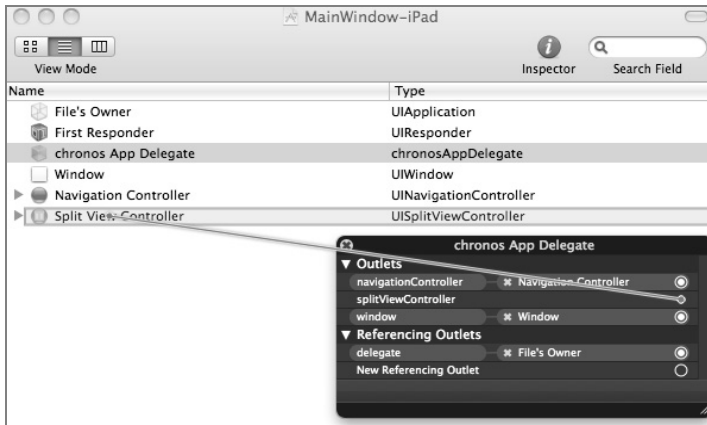 MainWindow-iPad
View Mode
Inspector
Search Field
Name Type
File's Owner UIApplication
First Responder UIResponder
chronos App Delegate chronosAppDelegate
Window UIWindow
Navigation Controller UINavigationController
Split View Controller UISplitViewController
chronos App Delegate
Outlets
navigationController Navigation Controller
splitViewController
window Window
Referencing Outlets
delegate File's Owner
New Referencing Outlet